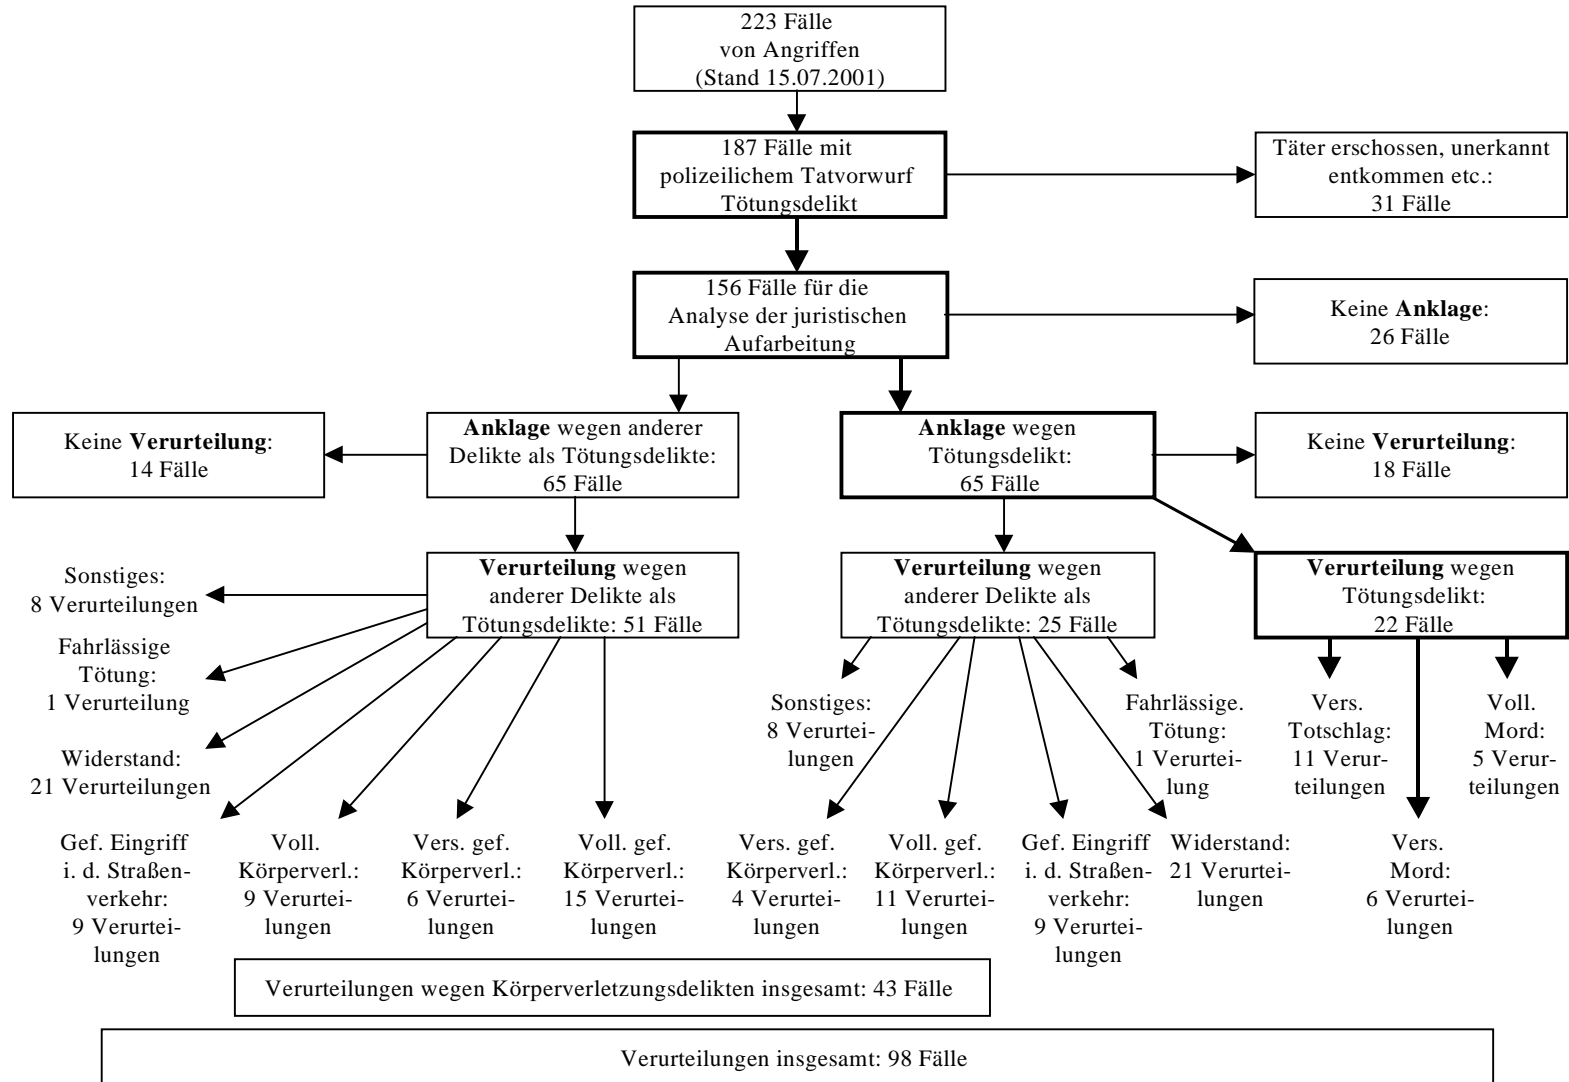 223 Fälle
von Angriffen
(Stand 15.07.2001)
187 Fälle mit
polizeilichem Tatvorwurf
Tötungsdelikt
Täter erschossen, unerkannt
entkommen etc.:
31 Fälle
156 Fälle für die
Analyse der juristischen
Aufarbeitung
Keine Anklage:
26 Fälle
Keine Verurteilung:
14 Fälle
Anklage wegen anderer
Delikte als Tötungsdelikte:
65 Fälle
Anklage wegen
Tötungsdelikt:
65 Fälle
Keine Verurteilung:
18 Fälle
Verurteilung wegen
anderer Delikte als
Tötungsdelikte: 51 Fälle
Verurteilung wegen
anderer Delikte als
Tötungsdelikte: 25 Fälle
Verurteilung wegen
Tötungsdelikt:
22 Fälle
Sonstiges:
8 Verurteilungen
Fahrlässige
Tötung:
1 Verurteilung
Widerstand:
21 Verurteilungen
Gef. Eingriff
i. d. Straßen-
verkehr:
9 Verurtei-
lungen
Voll.
Körperverl.:
9 Verurtei-
lungen
Vers. gef.
Körperverl.:
6 Verurtei-
lungen
Voll. gef.
Körperverl.:
15 Verurtei-
lungen
Sonstiges:
8 Verurtei-
lungen
Vers. gef.
Körperverl.:
4 Verurtei-
lungen
Voll. gef.
Körperverl.:
11 Verurtei-
lungen
Gef. Eingriff
i. d. Straßen-
verkehr:
9 Verurtei-
lungen
Widerstand:
21 Verurtei-
lungen
Fahrlässige.
Tötung:
1 Verurtei-
lung
Vers.
Totschlag:
11 Verur-
teilungen
Vers.
Mord:
6 Verurtei-
lungen
Voll.
Mord:
5 Verur-
teilungen
Verurteilungen wegen Körperverletzungsdelikten insgesamt: 43 Fälle
Verurteilungen insgesamt: 98 Fälle